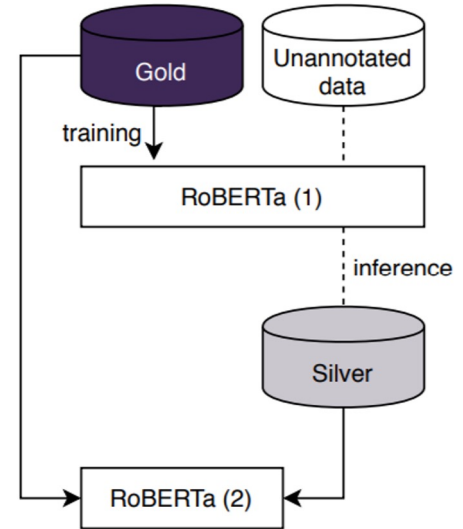 Gold
Unannotated
data
training
RoBERTa (1)
inference
Silver
RoBERTa (2)